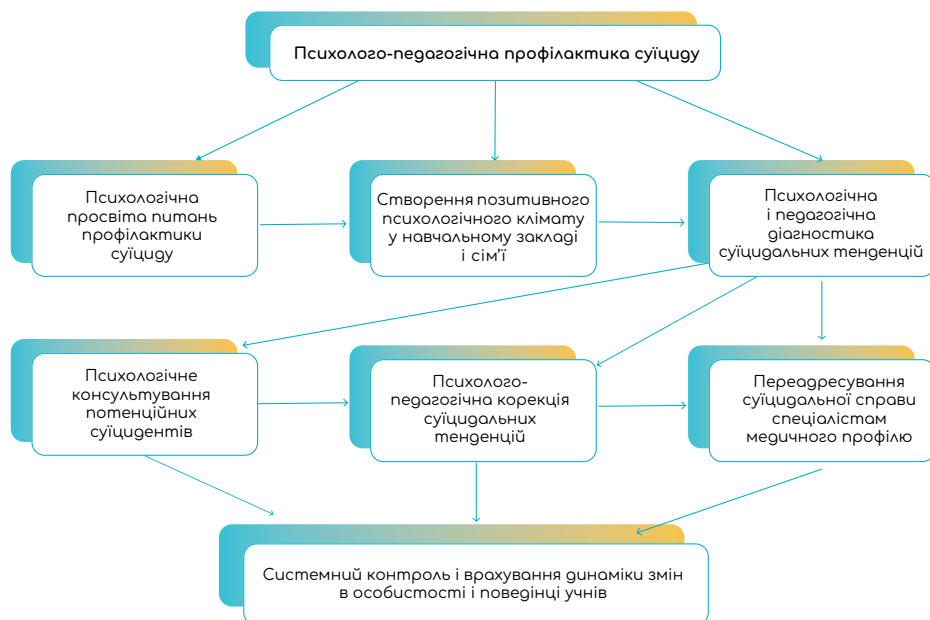 Психолого-педагогічна профілактика суїциду
Психологічна
просвіта питань
профілактики
суїциду
Створення позитивного
психологічного клімату
у навчальному закладі
і сім’ї
Психологічна
і педагогічна
діагностика
суїцидальних тенденцій
Психологічне
консультування
потенційних
суїцидентів
Психолого-
педагогічна корекція
суїцидальних
тенденцій
Переадресування
суїцидальної справи
спеціалістам
медичного профілю
Системний контроль і врахування динаміки змін
в особистості і поведінці учнів